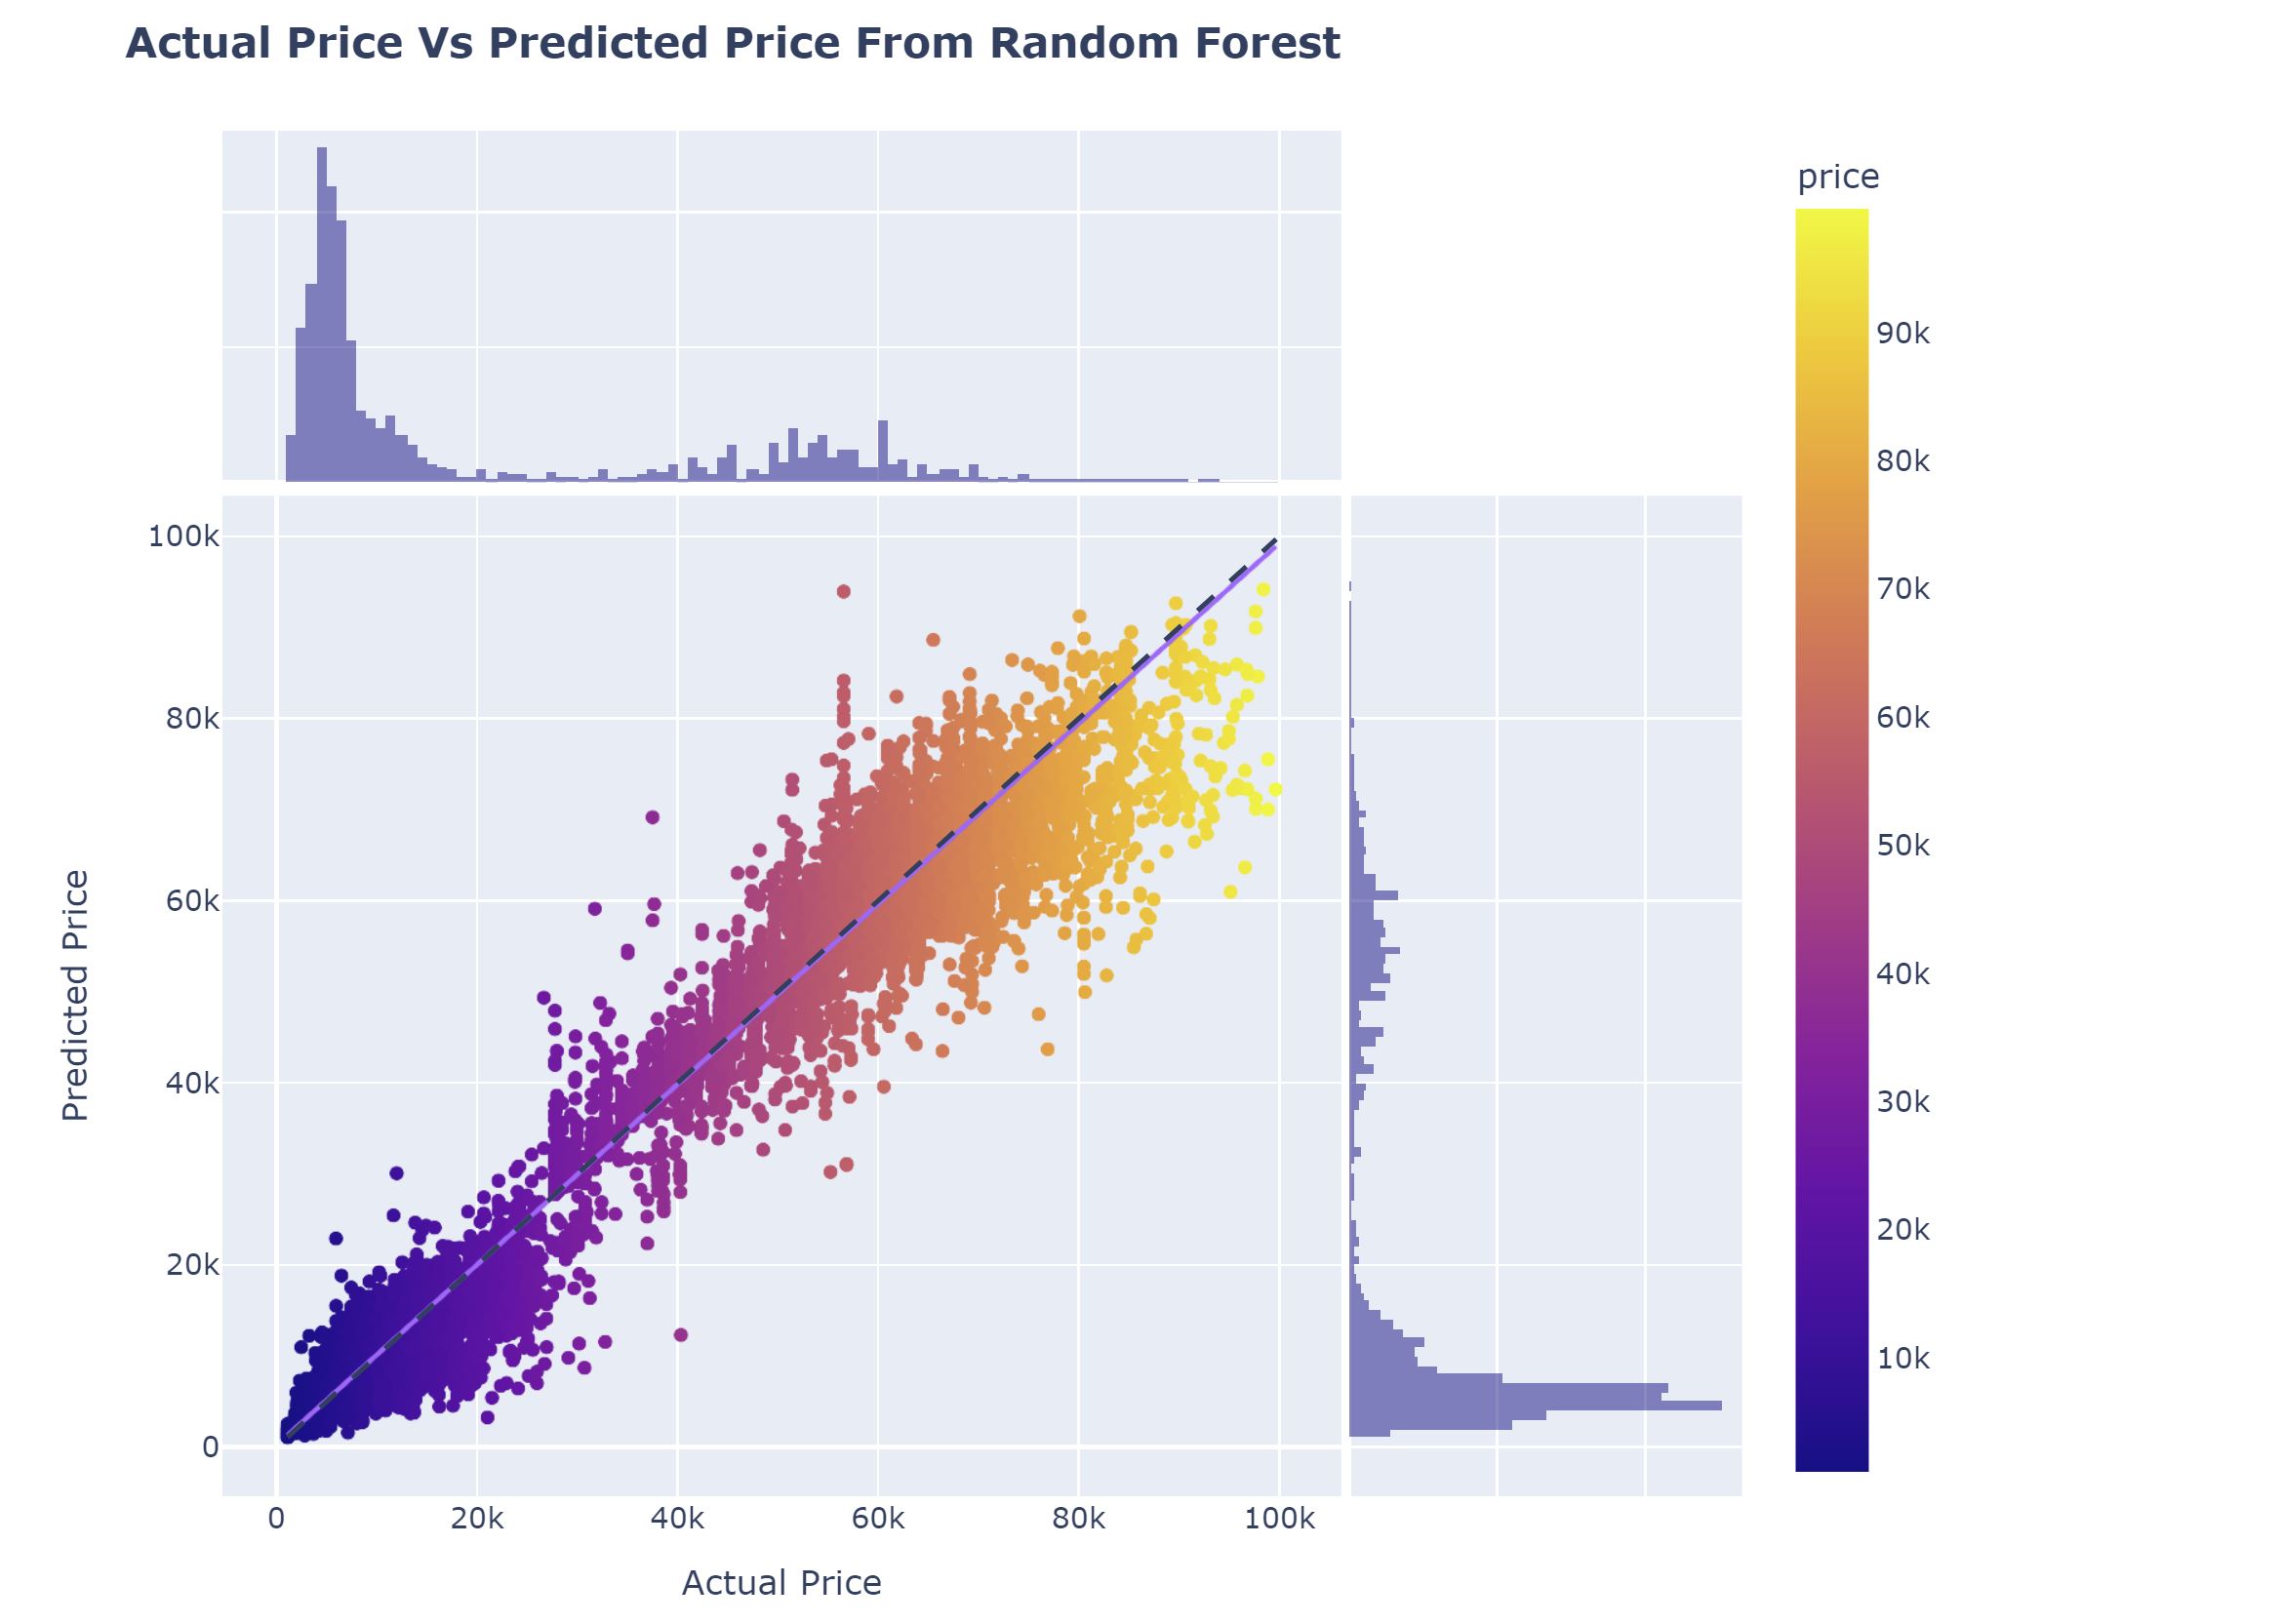 Actual Price Vs Predicted Price From Random Forest
price
90k
80k
70k
60k
50k
40k
30k
20k
10k
100k
80k
60k
40k
20k
0
Predicted Price
0 20k 40k 60k 80k 100k
Actual Price